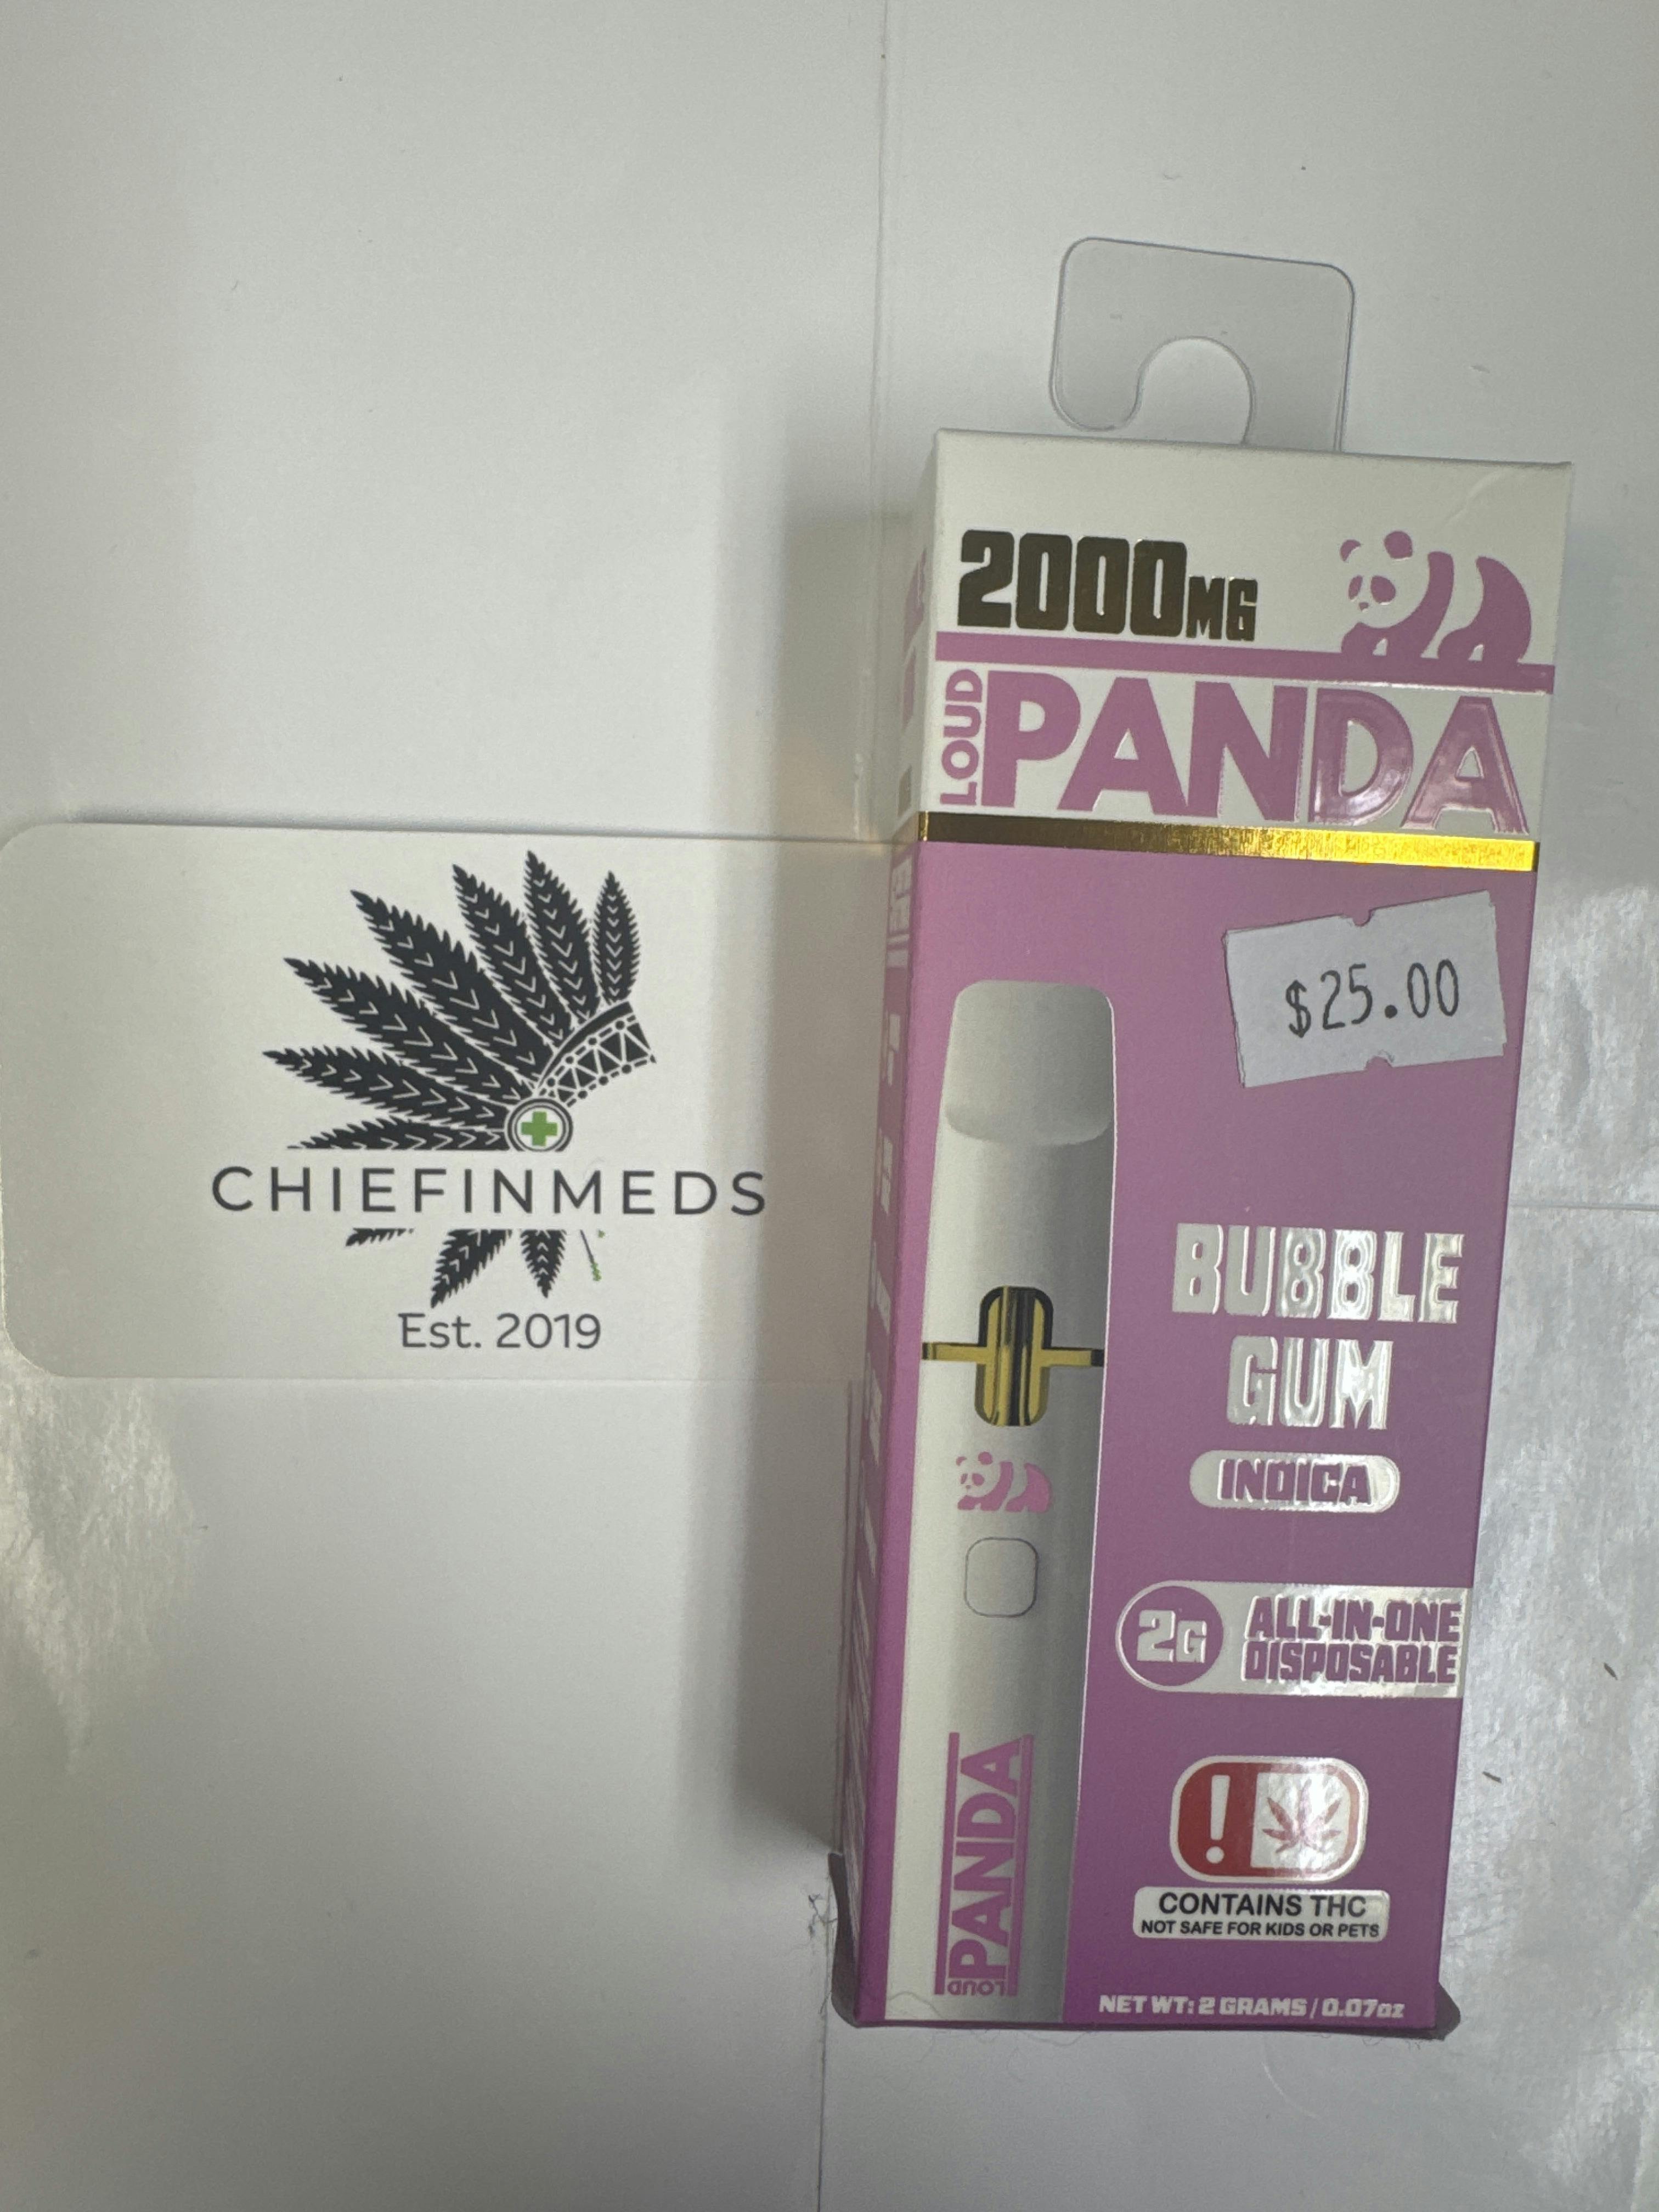 CHIEFINMEDS
Est. 2019
2000MG
LOUD
PANDA
$25.00
BUBBLE
GUM
INDICA
2G
ALL-IN-ONE
DISPOSABLE
LOUD
PANDA
!
CONTAINS THC
NOT SAFE FOR KIDS OR PETS
NET WT: 2 GRAMS / 0.07oz